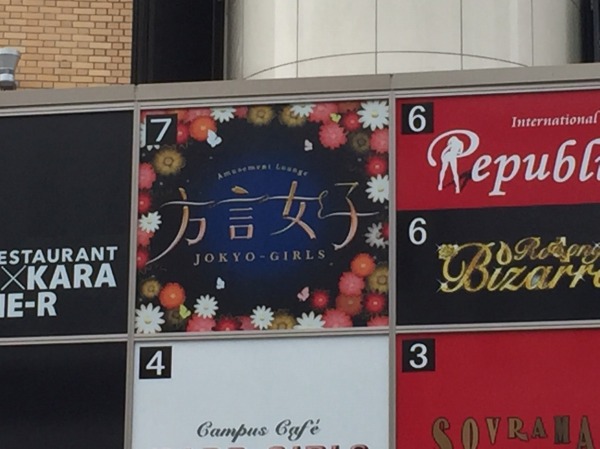 ESTAURANT
×KARA
E-R
7
Amusement Lounge
方言女子
JOKYO-GIRLS
6
International
Republi
6
Bizarre
4
Campus Café
3
SOVRAMA